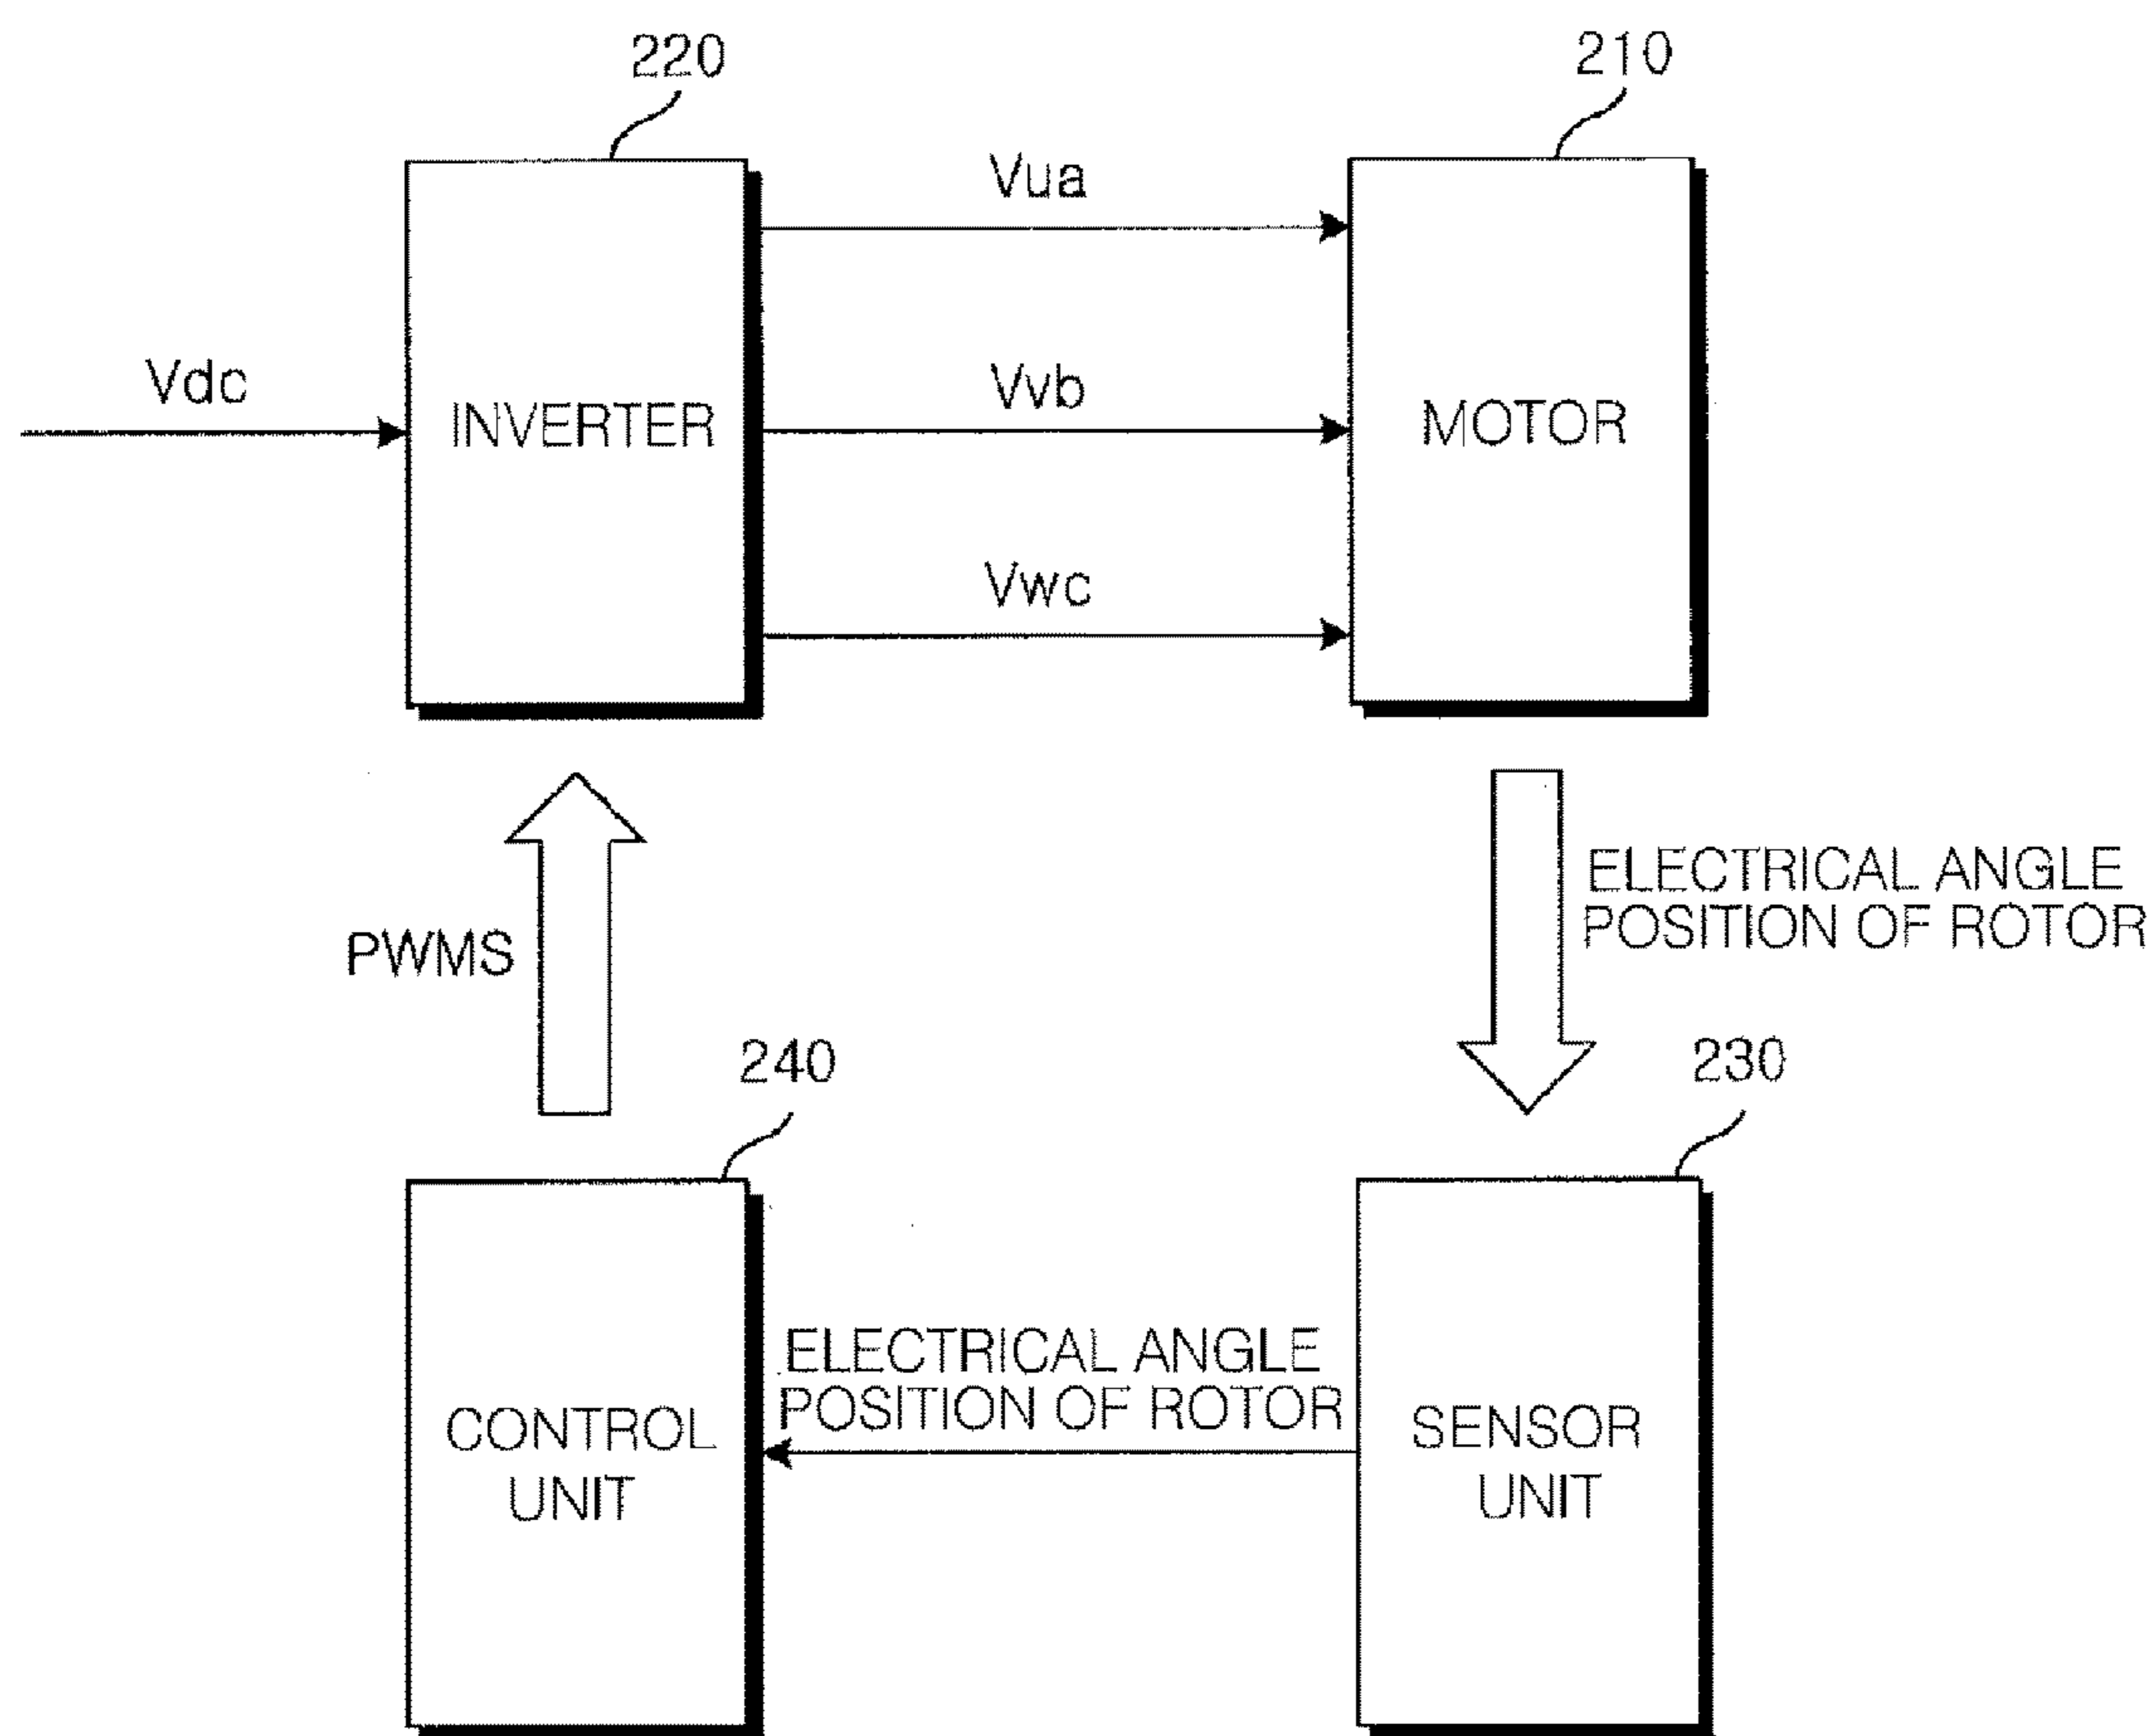 220
210
Vua
Vdc
INVERTER
Vvb
MOTOR
Vwc
PWMS
ELECTRICAL ANGLE
POSITION OF ROTOR
240
230
ELECTRICAL ANGLE
POSITION OF ROTOR
CONTROL
UNIT
SENSOR
UNIT